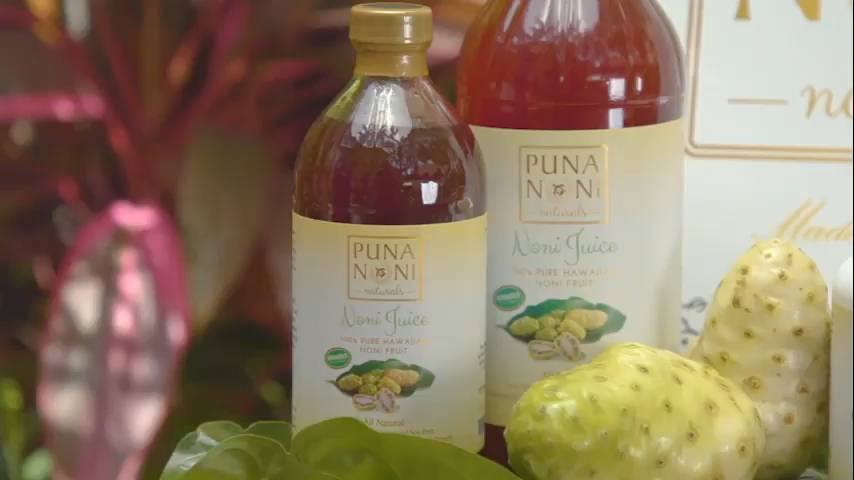 PUNA
NONI
naturals
Noni Juice
100% PURE HAWAIIAN
NONI FRUIT
All Natural
PUNA
NONI
naturals
Noni Juice
100% PURE HAWAIIAN
NONI FRUIT
Made